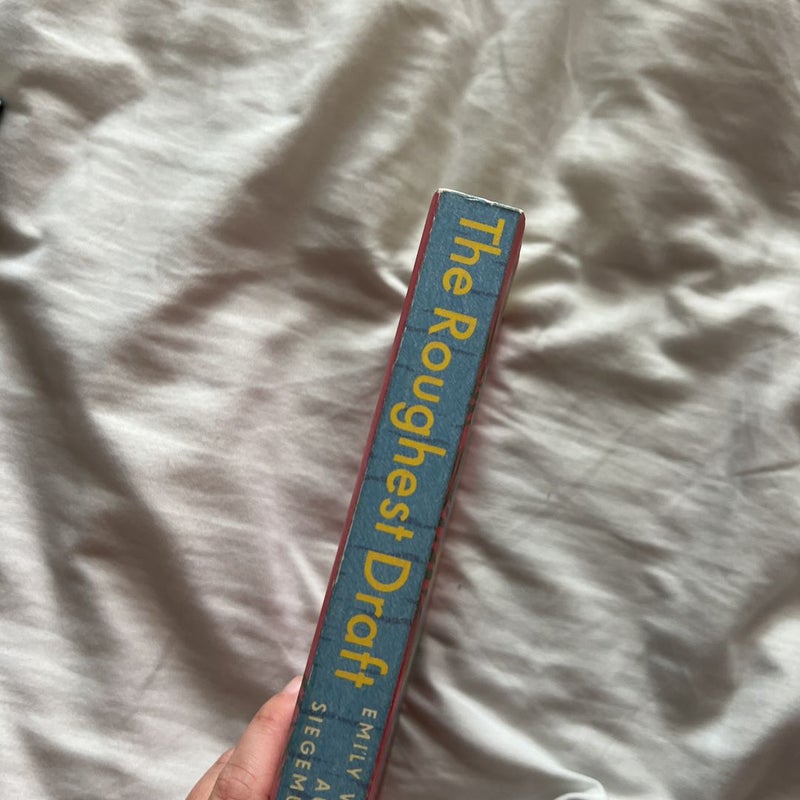 The Roughest Draft
EMILY W
A
SIEGEM